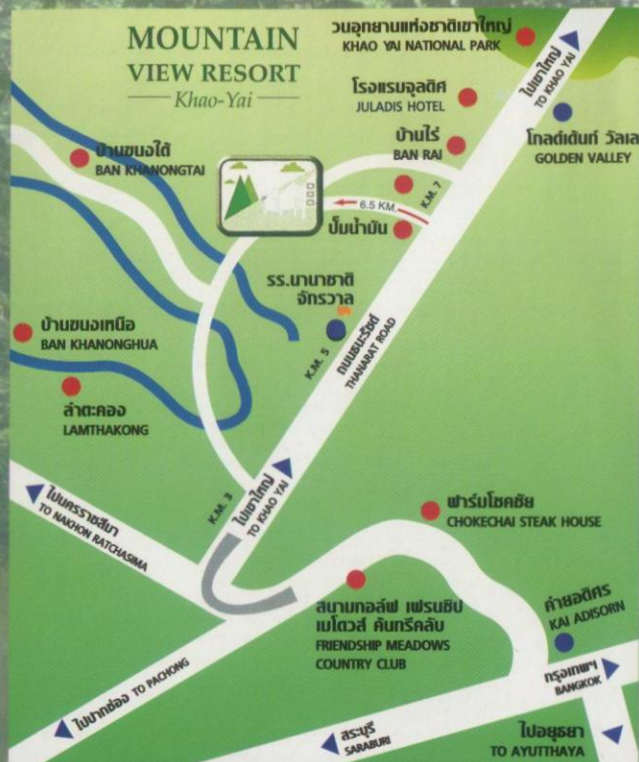 MOUNTAIN
VIEW RESORT
Khao-Yai
วนอุทยานแห่งชาติเขาใหญ่
KHAO YAI NATIONAL PARK
ไปเขาใหญ่
TO KHAO YAI
โรงแรมจุลดิศ
JULADIS HOTEL
โกลด์เด้นท์ วัลเล
GOLDEN VALLEY
บ้านไร่
BAN RAI
บ้านขนงใต้
BAN KHANONGTAI
K.M. 7
6.5 KM.
ปั๊มน้ำมัน
รร.นานาชาติ
จักรวาล
K.M. 5
ถนนธนะรัชต์
THANARAT ROAD
บ้านขนงเหนือ
BAN KHANONGHUA
ลำตะคอง
LAMTHAKONG
K.M. 3
ไปเขาใหญ่
TO KHAO YAI
ไปนครราชสีมา
TO NAKHON RATCHASIMA
ฟาร์มโชคชัย
CHOKECHAI STEAK HOUSE
สนามกอล์ฟ เฟรนชิป
เมโดวส์ คันทรีคลับ
FRIENDSHIP MEADOWS
COUNTRY CLUB
ค่ายอดิศร
KAI ADISORN
กรุงเทพฯ
BANGKOK
ไปปากช่อง TO PACHONG
สระบุรี
SARABURI
ไปอยุธยา
TO AYUTTHAYA